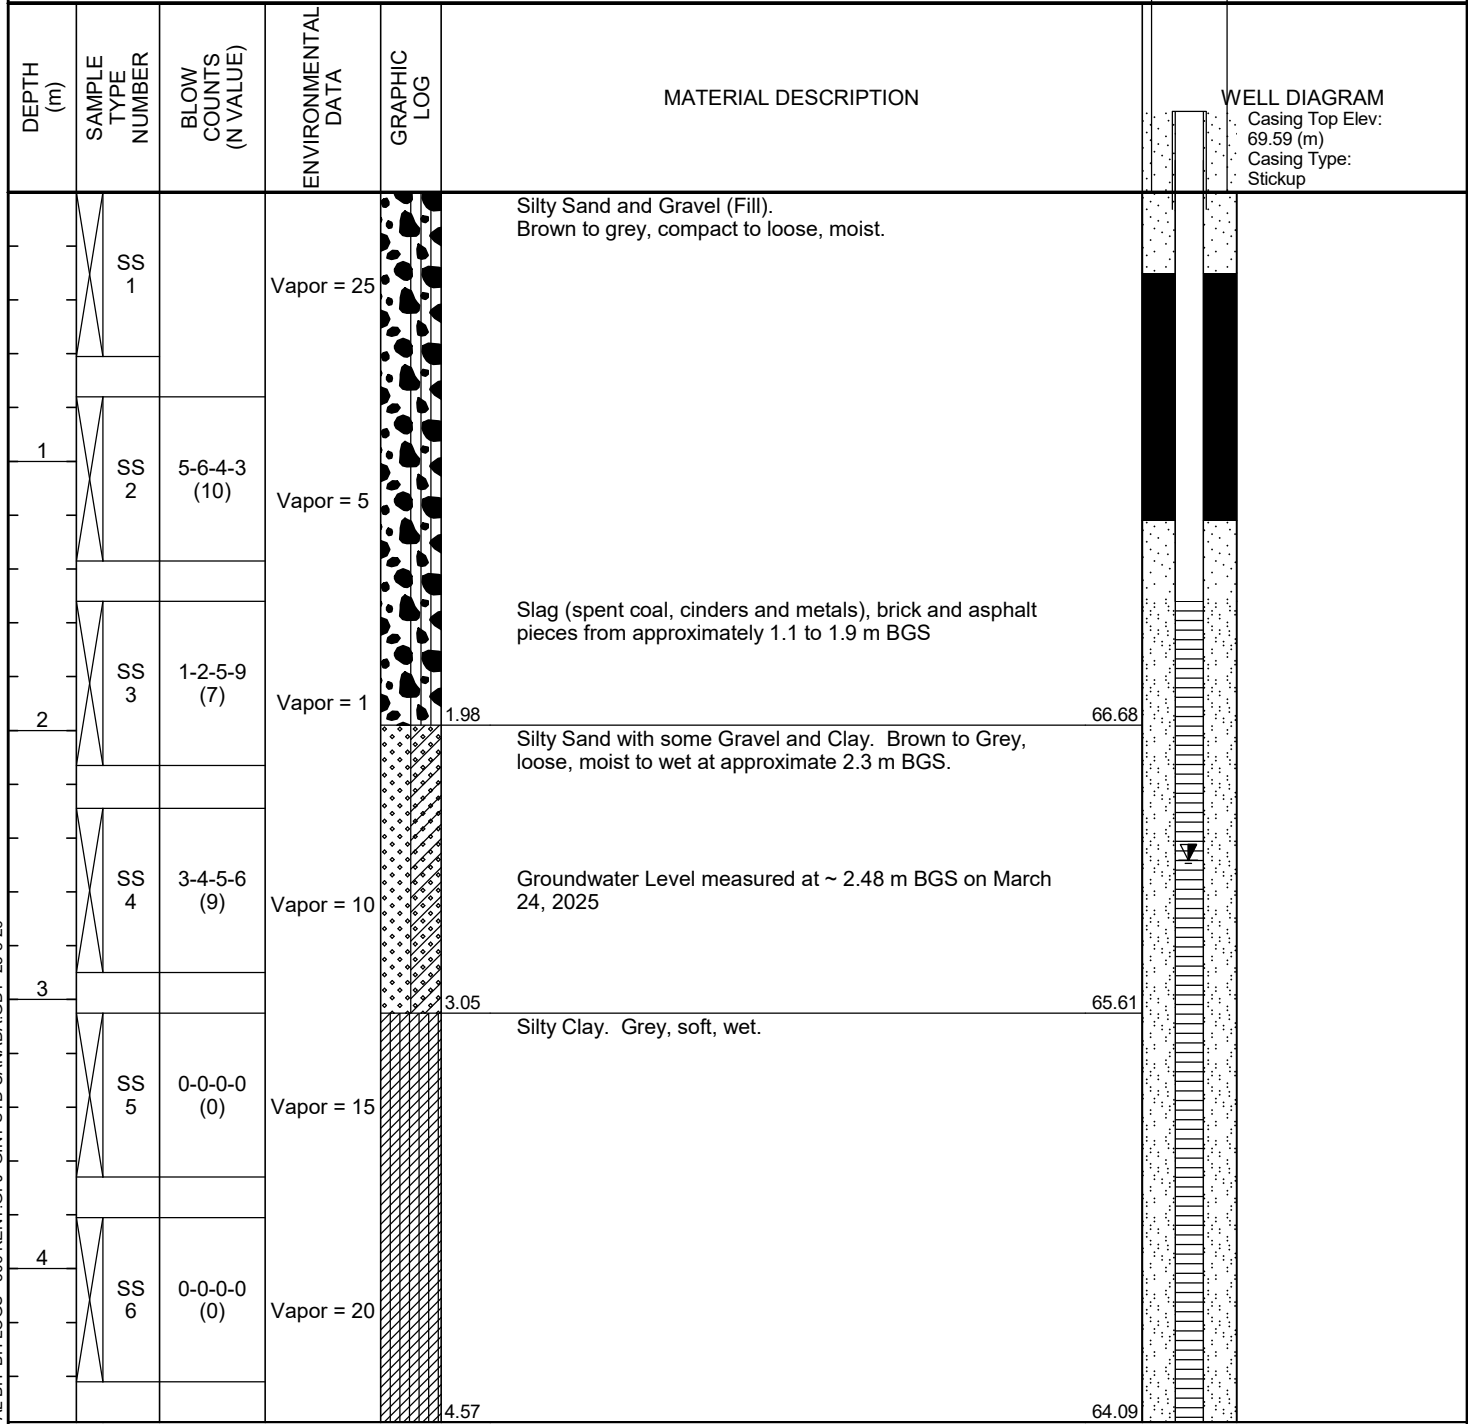 DEPTH
(m)
SAMPLE
TYPE
NUMBER
BLOW
COUNTS
(N VALUE)
ENVIRONMENTAL
DATA
GRAPHIC
LOG
MATERIAL DESCRIPTION
WELL DIAGRAM
Casing Top Elev:
69.59 (m)
Casing Type:
Stickup
Silty Sand and Gravel (Fill).
Brown to grey, compact to loose, moist.
SS
1
Vapor = 25
1
SS
2
5-6-4-3
(10)
Vapor = 5
Slag (spent coal, cinders and metals), brick and asphalt
pieces from approximately 1.1 to 1.9 m BGS
SS
3
1-2-5-9
(7)
Vapor = 1
2
1.98
66.68
Silty Sand with some Gravel and Clay.  Brown to Grey,
loose, moist to wet at approximate 2.3 m BGS.
SS
4
3-4-5-6
(9)
Vapor = 10
Groundwater Level measured at ~ 2.48 m BGS on March
24, 2025
3
3.05
65.61
Silty Clay.  Grey, soft, wet.
SS
5
0-0-0-0
(0)
Vapor = 15
4
SS
6
0-0-0-0
(0)
Vapor = 20
4.57
64.09